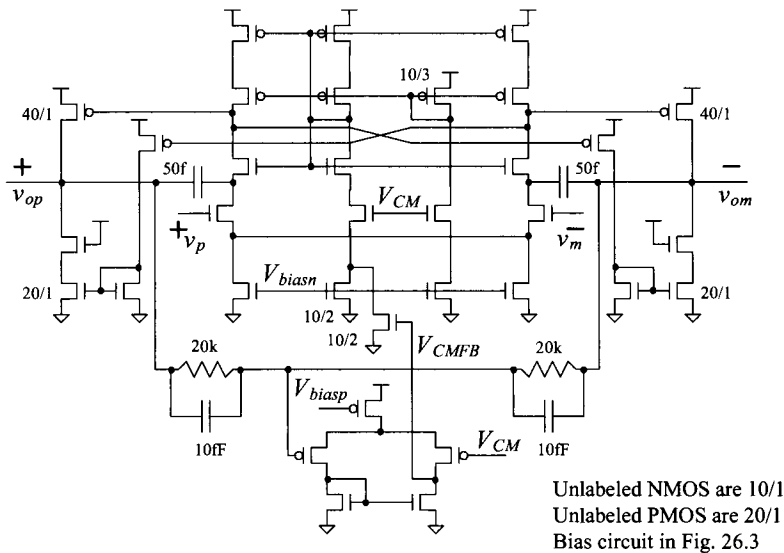 10/3
40/1
40/1
+
−
50f
50f
v_op
V_CM
v_om
+
v_p
−
v_m
V_biasn
20/1
20/1
10/2
10/2
V_CMFB
20k
20k
V_biasp
10fF
V_CM
10fF
Unlabeled NMOS are 10/1
Unlabeled PMOS are 20/1
Bias circuit in Fig. 26.3